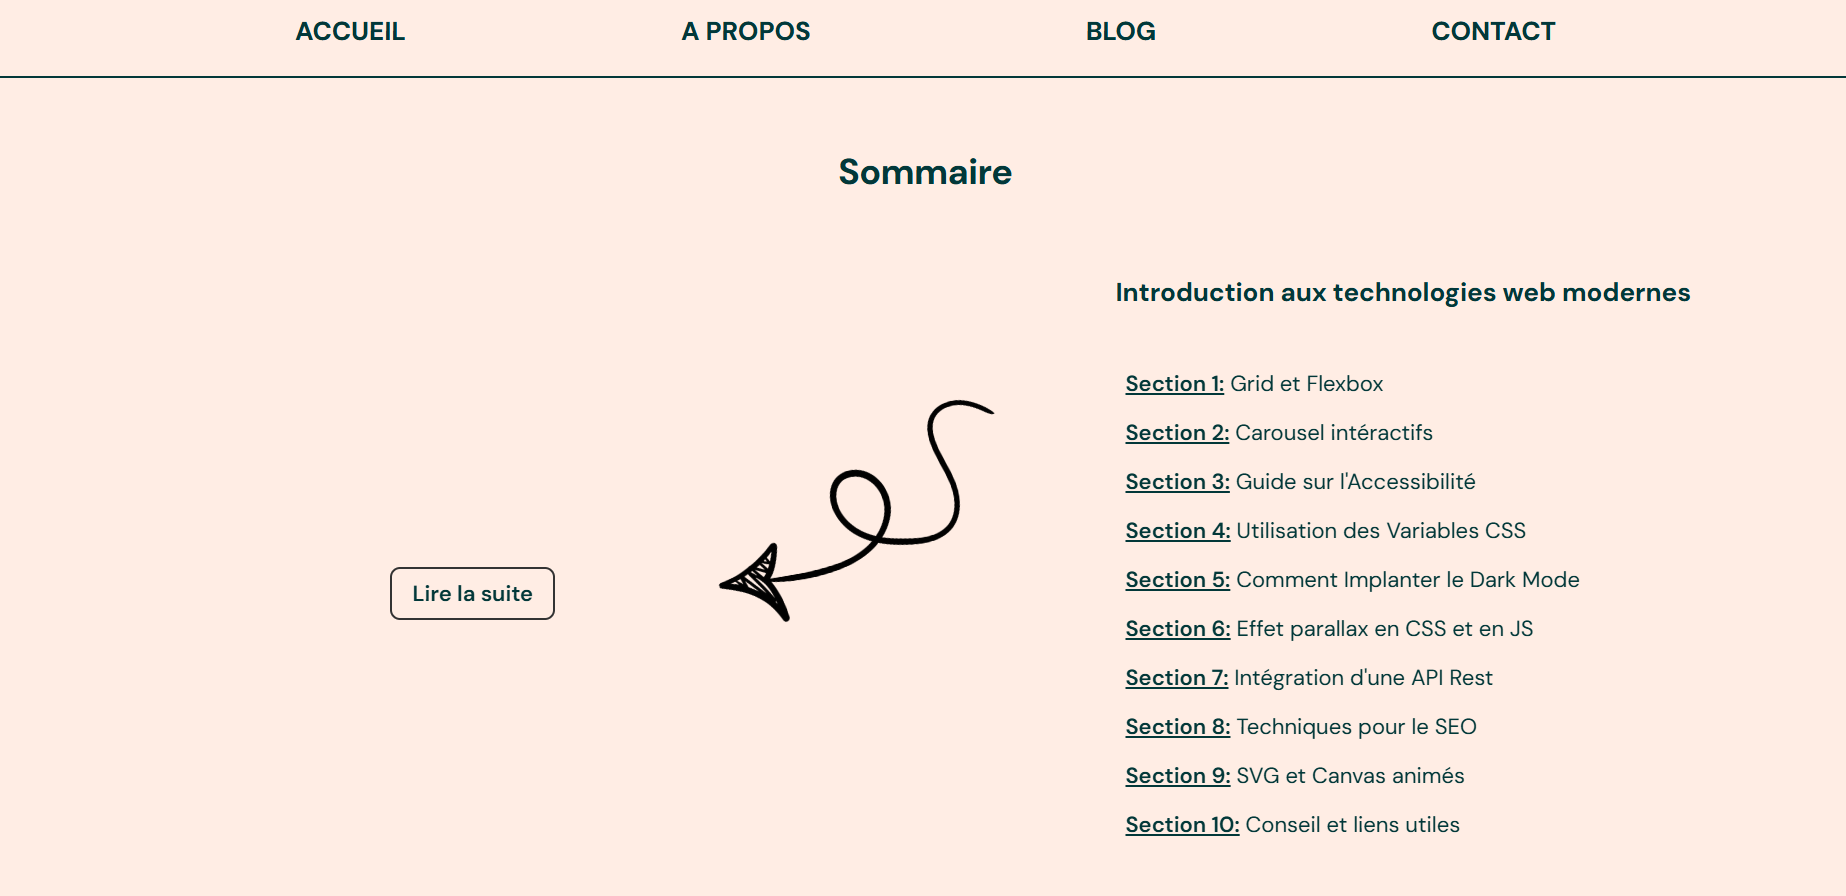 ACCUEIL A PROPOS BLOG CONTACT
Sommaire
Introduction aux technologies web modernes
Section 1: Grid et Flexbox
Section 2: Carousel intéractifs
Section 3: Guide sur l'Accessibilité
Section 4: Utilisation des Variables CSS
Section 5: Comment Implanter le Dark Mode
Section 6: Effet parallax en CSS et en JS
Section 7: Intégration d'une API Rest
Section 8: Techniques pour le SEO
Section 9: SVG et Canvas animés
Section 10: Conseil et liens utiles
Lire la suite